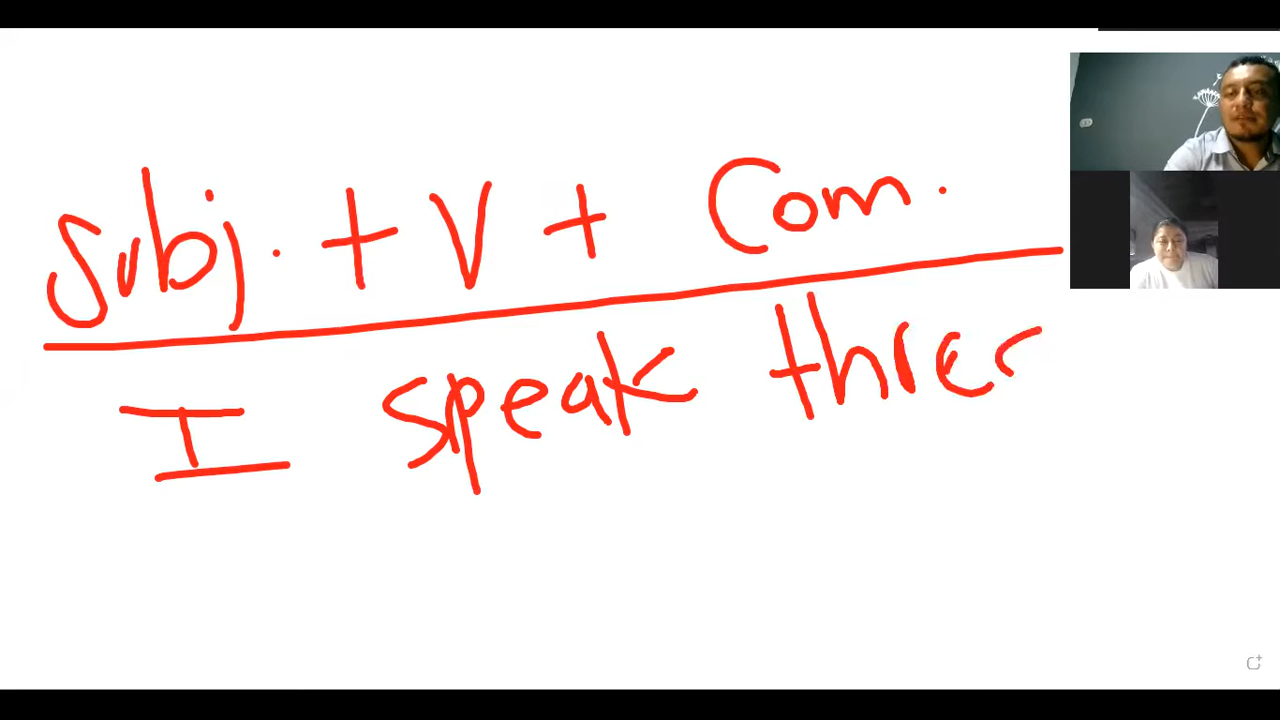 Subj. + V + Com.
I speak three